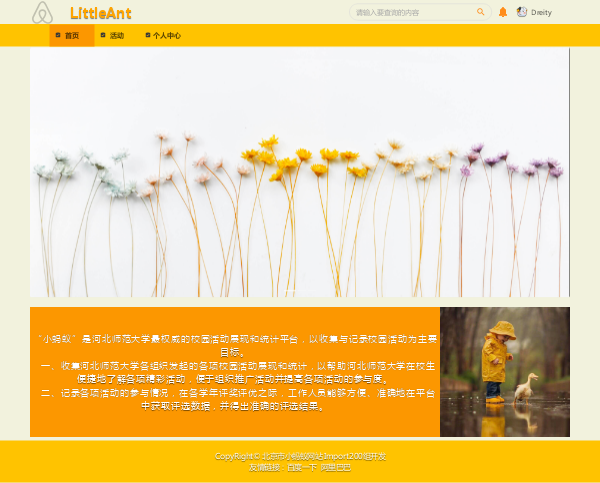 LittleAnt
请输入要查询的内容
Dreity
首页 活动 个人中心
“小蚂蚁”是河北师范大学最权威的校园活动展现和统计平台，以收集与记录校园活动为主要
目标。
一、收集河北师范大学各组织发起的各项校园活动展现和统计，以帮助河北师范大学在校生
便捷地了解各项精彩活动，便于组织推广活动并提高各项活动的参与度。
二、记录各项活动的参与情况，在各学年评奖评优之际，工作人员能够方便、准确地在平台
中获取评选数据，并得出准确的评选结果。
CopyRight© 北京市小蚂蚁网站Import200组开发
友情链接：百度一下 阿里巴巴